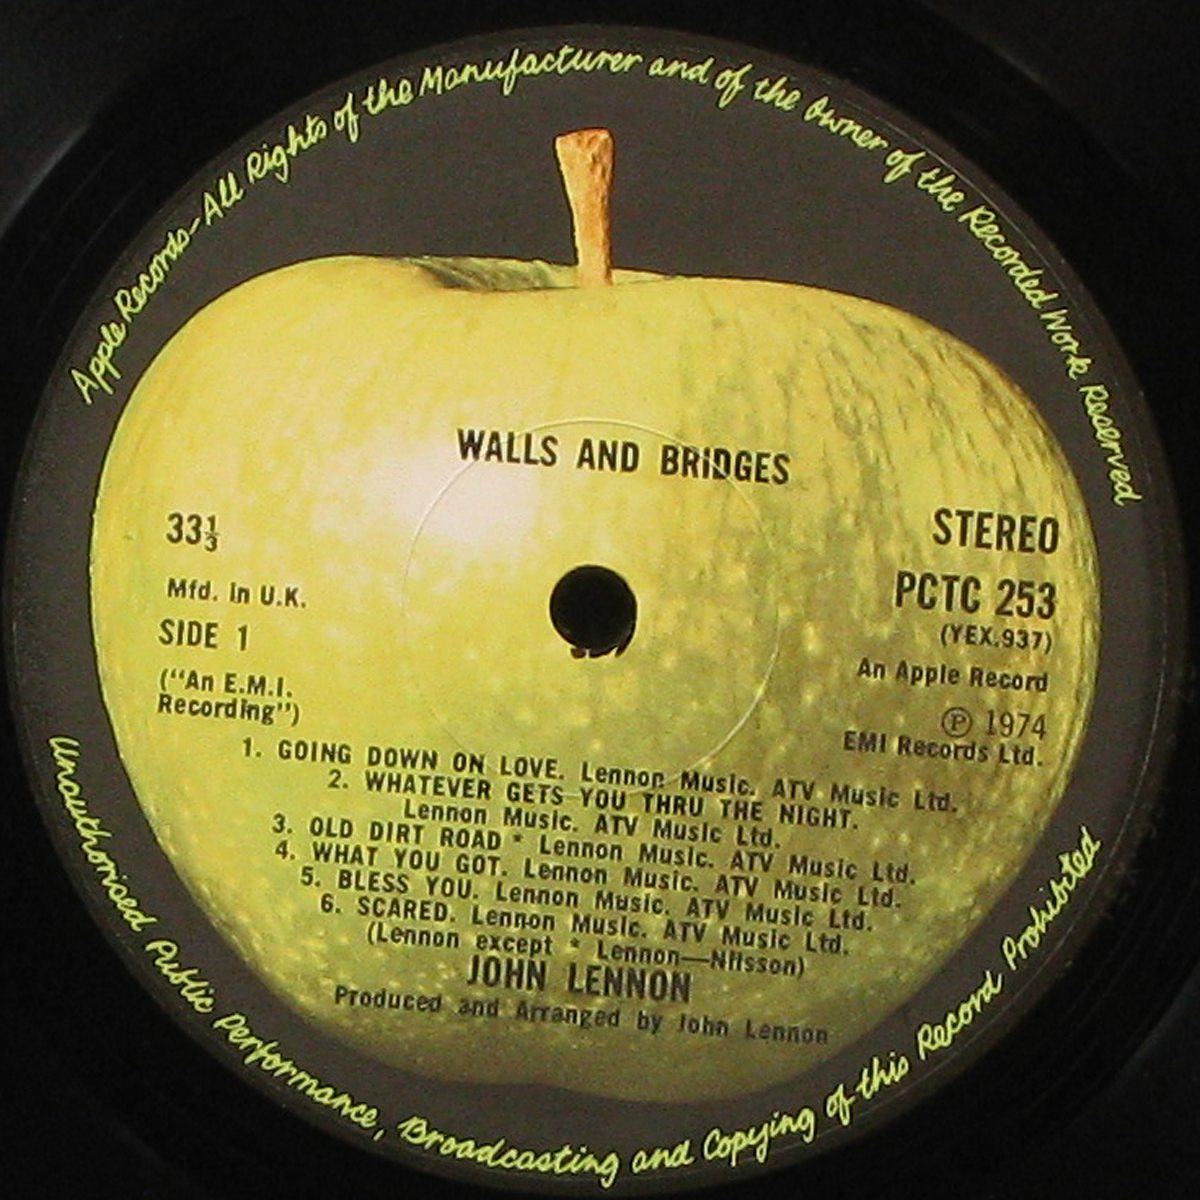 Apple Records-All Rights of the Manufacturer and of the Owner of the Recorded Work Reserved
WALLS AND BRIDGES
33⅓
STEREO
Mfd. in U.K.
PCTC 253
SIDE 1
(YEX.937)
("An E.M.I.
Recording")
An Apple Record
℗ 1974
EMI Records Ltd.
1. GOING DOWN ON LOVE. Lennon Music. ATV Music Ltd.
2. WHATEVER GETS YOU THRU THE NIGHT.
Lennon Music. ATV Music Ltd.
3. OLD DIRT ROAD * Lennon Music. ATV Music Ltd.
4. WHAT YOU GOT. Lennon Music. ATV Music Ltd.
5. BLESS YOU. Lennon Music. ATV Music Ltd.
6. SCARED. Lennon Music. ATV Music Ltd.
(Lennon except * Lennon—Nilsson)
JOHN LENNON
Produced and Arranged by John Lennon
Unauthorised Public Performance, Broadcasting and Copying of this Record Prohibited